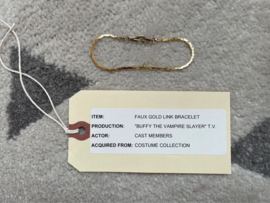 ITEM: FAUX GOLD LINK BRACELET
PRODUCTION: "BUFFY THE VAMPIRE SLAYER" T.V.
ACTOR: CAST MEMBERS
ACQUIRED FROM: COSTUME COLLECTION